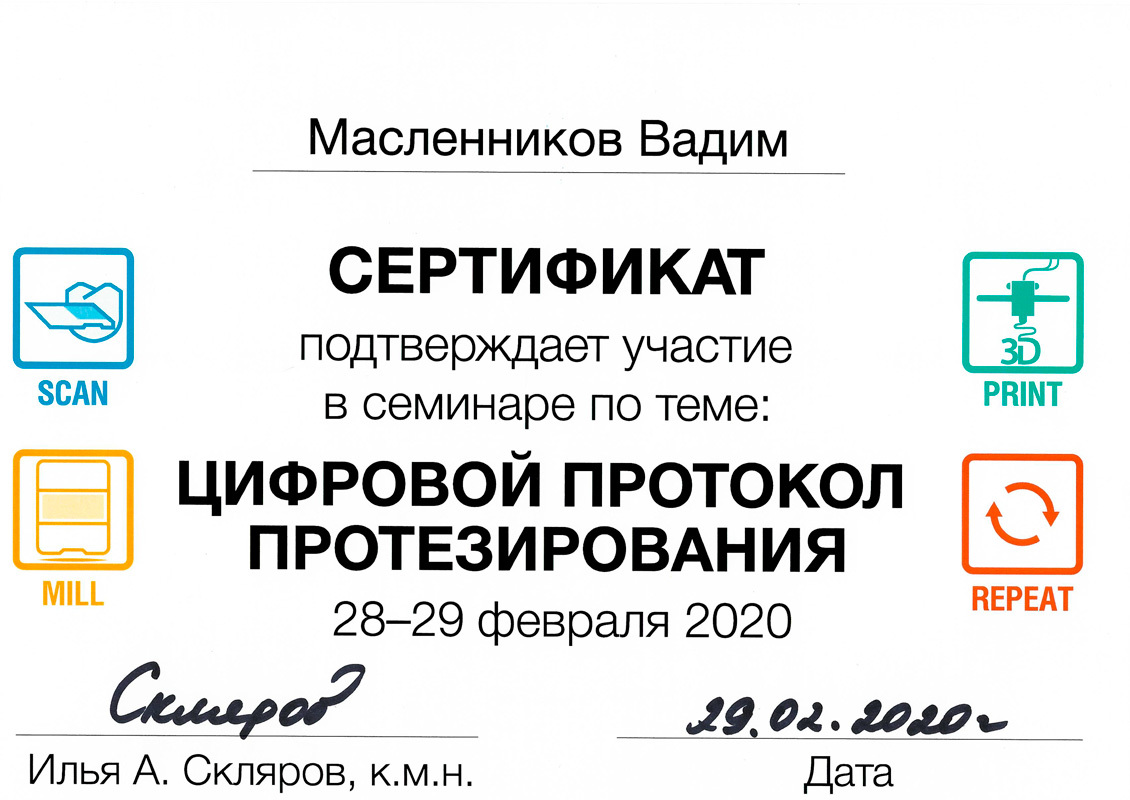 Масленников Вадим
СЕРТИФИКАТ
подтверждает участие
в семинаре по теме:
ЦИФРОВОЙ ПРОТОКОЛ
ПРОТЕЗИРОВАНИЯ
28–29 февраля 2020
SCAN
MILL
3D
PRINT
REPEAT
Скляров
Илья А. Скляров, к.м.н.
29.02.2020г
Дата